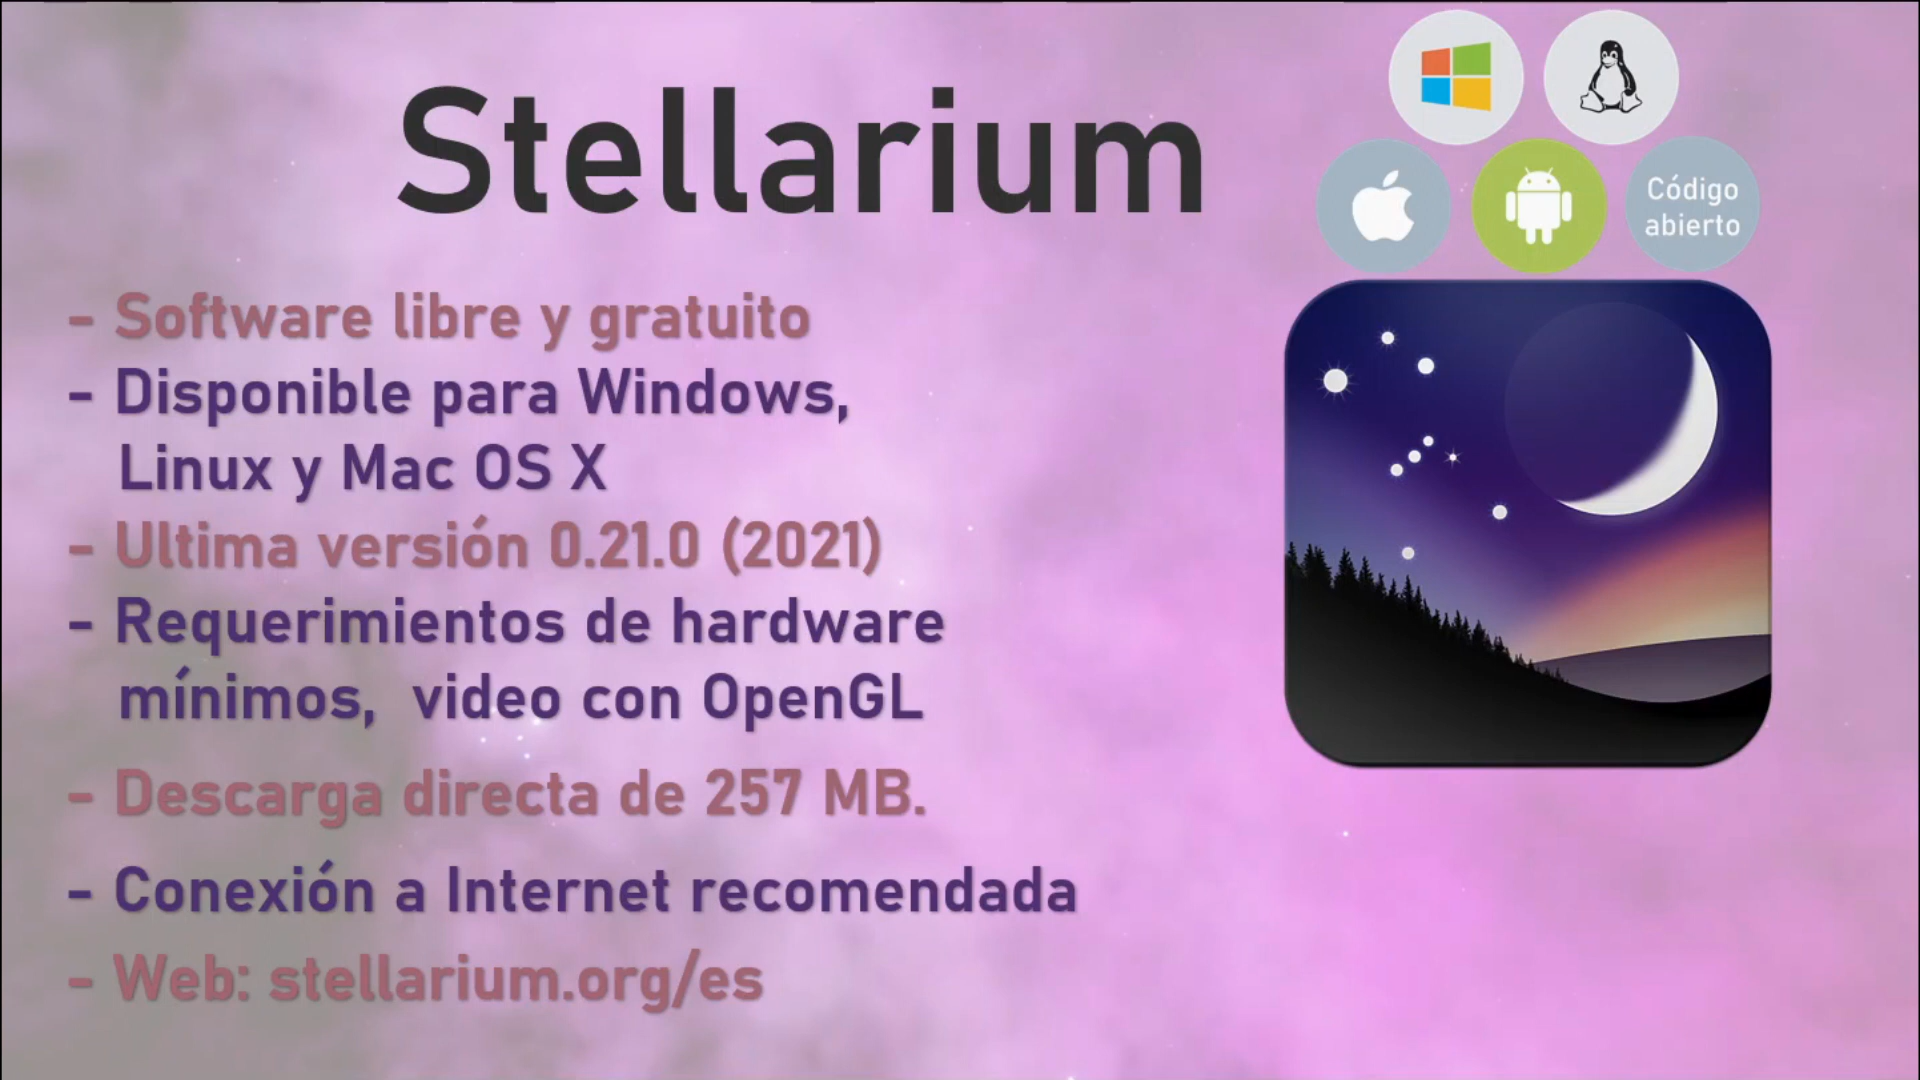 Stellarium
Código
abierto
- Software libre y gratuito
- Disponible para Windows,
Linux y Mac OS X
- Ultima versión 0.21.0 (2021)
- Requerimientos de hardware
mínimos, video con OpenGL
- Descarga directa de 257 MB.
- Conexión a Internet recomendada
- Web: stellarium.org/es